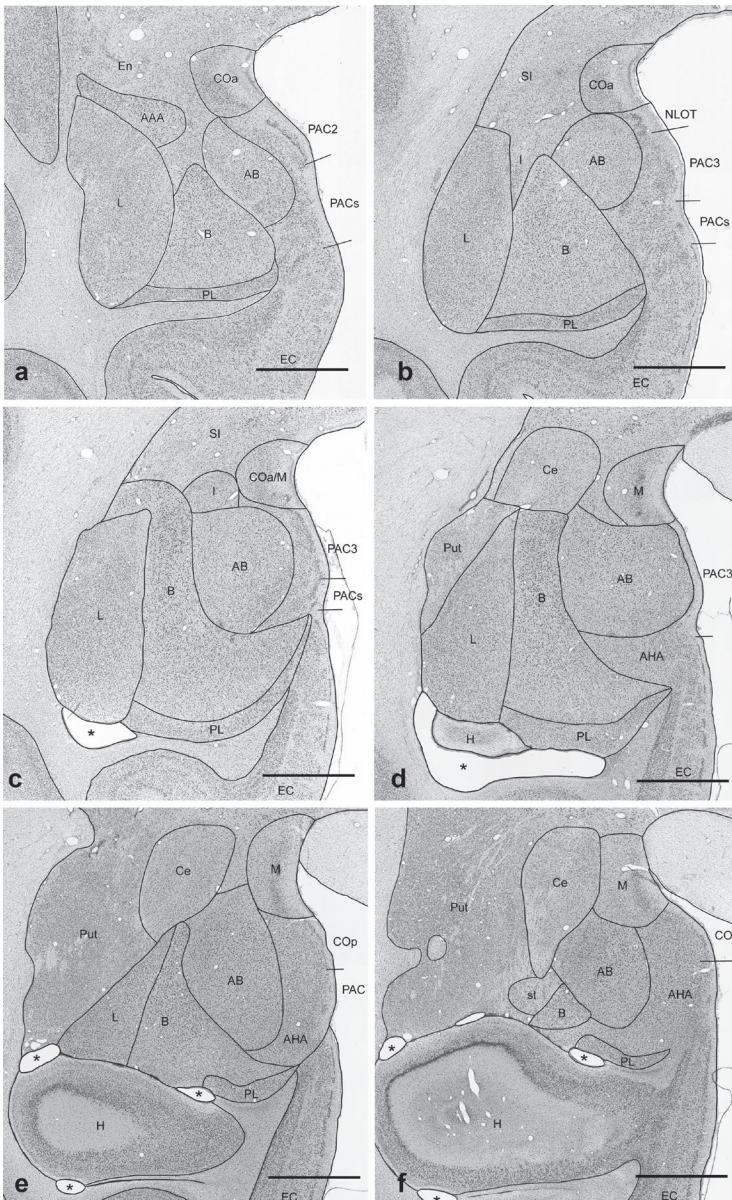 En
COa
AAA
PAC2
AB
L
PACs
B
PL
EC
a
SI
COa
NLOT
I
AB
PAC3
L
PACs
B
PL
EC
b
SI
I
COa/M
PAC3
AB
B
PACs
L
*
PL
EC
c
Ce
M
Put
PAC3
AB
B
L
AHA
H
PL
*
EC
d
Ce
M
Put
COp
AB
PAC
L
B
AHA
*
*
PL
H
*
EC
e
Ce
M
Put
CO
AB
AHA
st
B
*
*
PL
H
*
EC
f